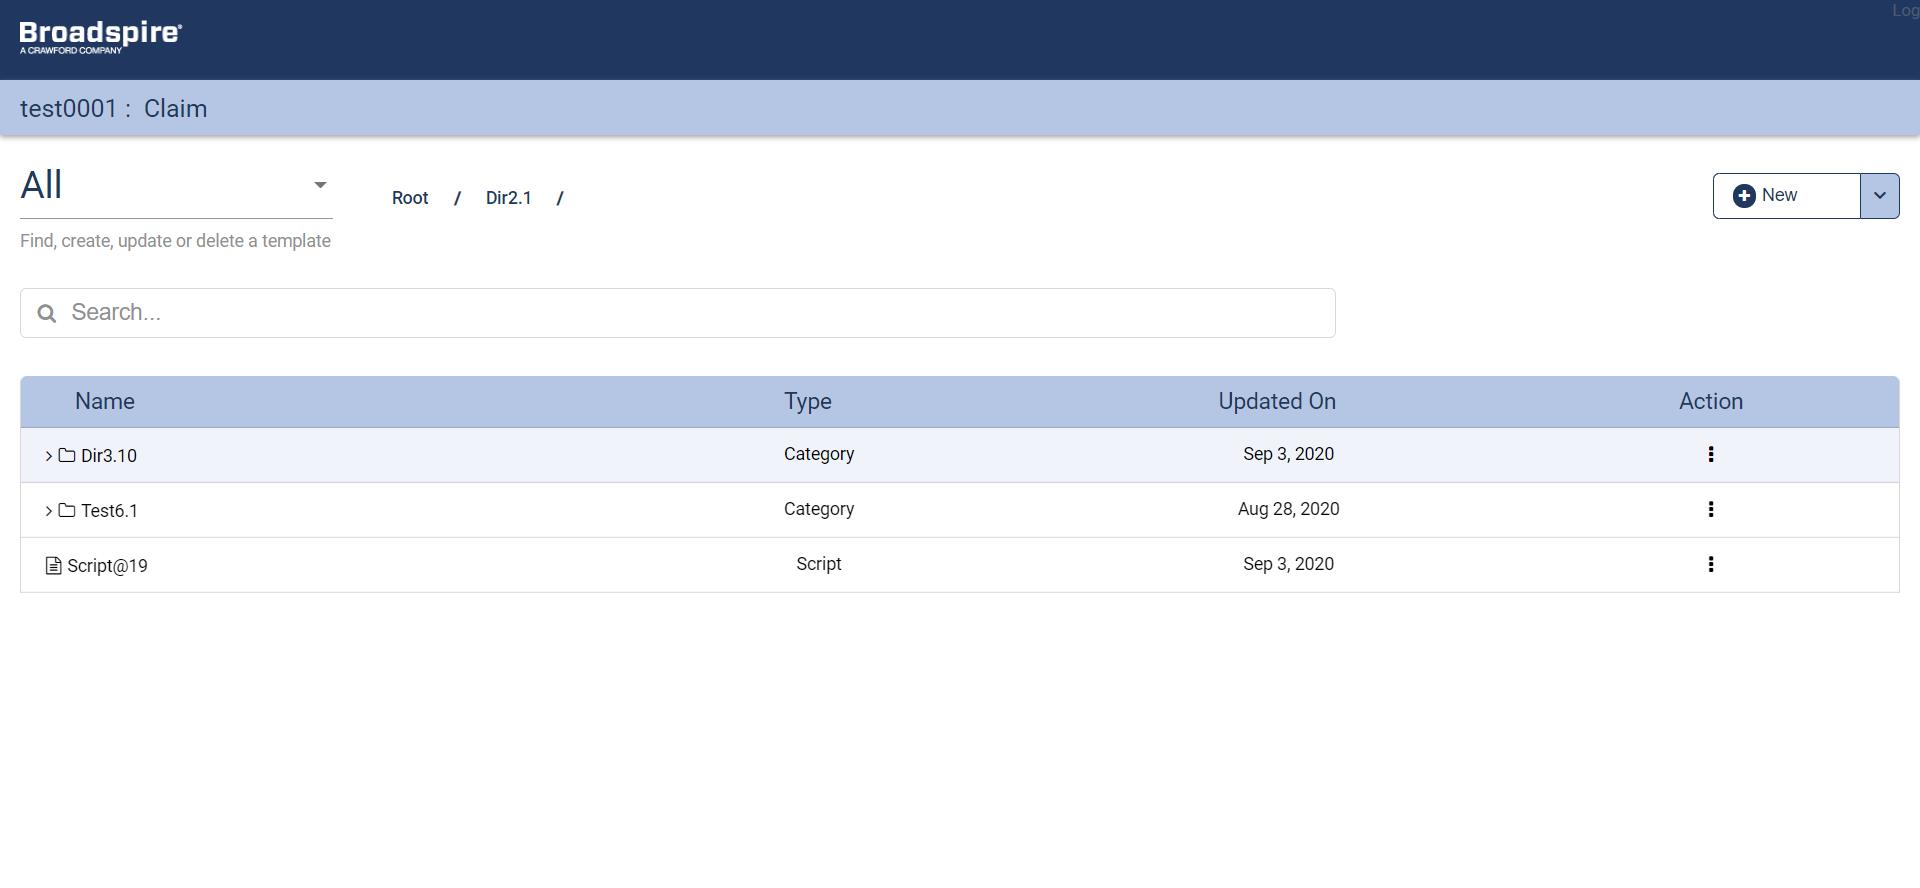 Log
Broadspire®
A CRAWFORD COMPANY
test0001 : Claim
All
Root / Dir2.1 /
New
Find, create, update or delete a template
Search...
Name Type Updated On Action
Dir3.10 Category Sep 3, 2020
Test6.1 Category Aug 28, 2020
Script@19 Script Sep 3, 2020